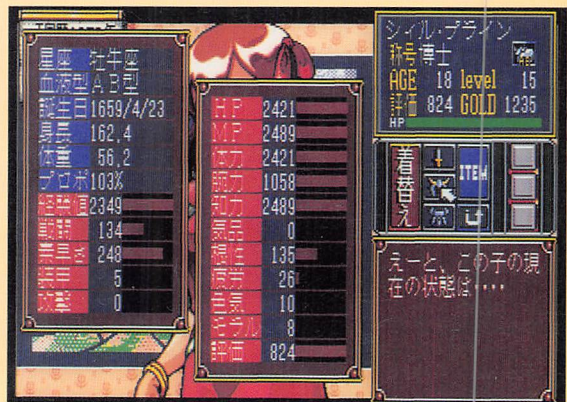 星座 牡牛座
血液型 AB型
誕生日 1659/4/23
身長 162,4
体重 56,2
プロポ 103%
経験値 2349
戦闘 134
素早さ 248
装甲 5
攻撃 0
HP 2421
MP 2489
体力 2421
腕力 1058
知力 2489
気品 0
根性 135
疲労 26
色気 10
モラル 8
評価 824
シィル・プライン
称号 博士
AGE 18 level 15
評価 824 GOLD 1235
HP
着替え
ITEM
えーと、この子の現
在の状態は・・・・